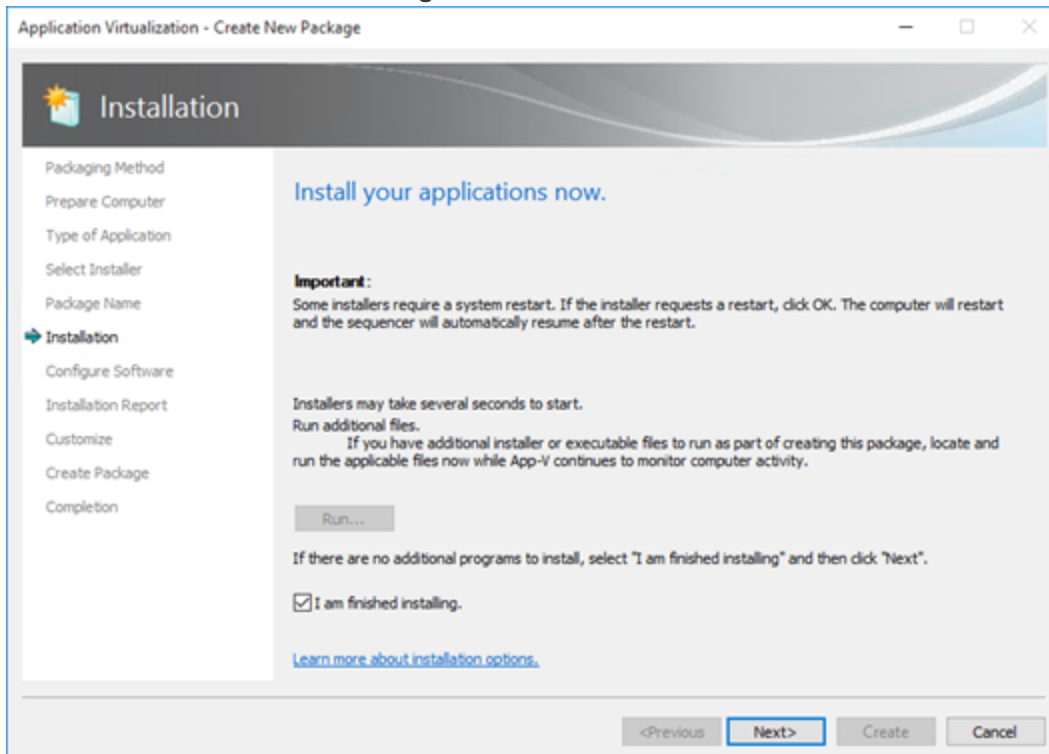 Application Virtualization - Create New Package
Installation
Packaging Method
Prepare Computer
Type of Application
Select Installer
Package Name
Installation
Configure Software
Installation Report
Customize
Create Package
Completion
Install your applications now.
Important:
Some installers require a system restart. If the installer requests a restart, click OK. The computer will restart
and the sequencer will automatically resume after the restart.
Installers may take several seconds to start.
Run additional files.
If you have additional installer or executable files to run as part of creating this package, locate and
run the applicable files now while App-V continues to monitor computer activity.
Run...
If there are no additional programs to install, select "I am finished installing" and then click "Next".
I am finished installing.
Learn more about installation options.
<Previous
Next>
Create
Cancel